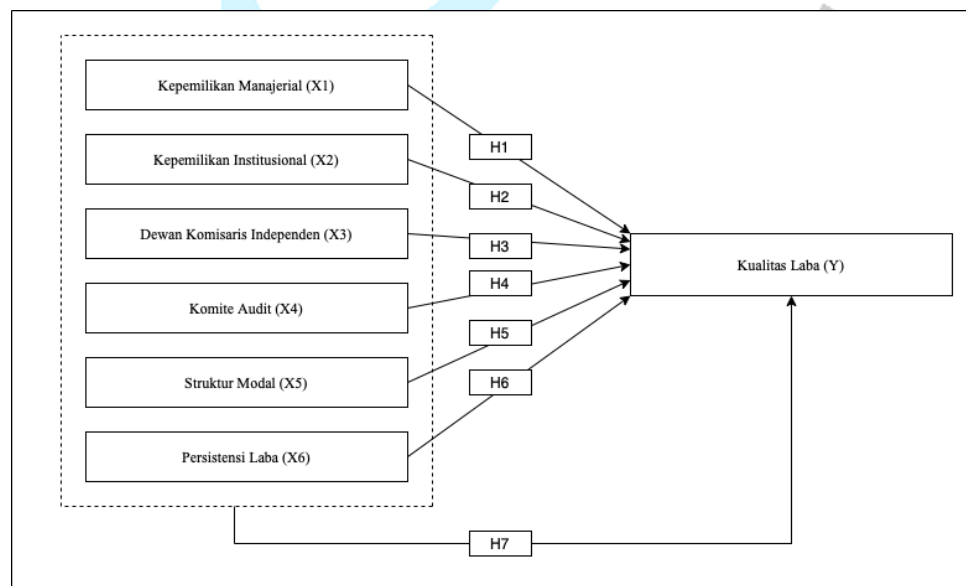 Kepemilikan Manajerial (X1)
Kepemilikan Institusional (X2)
Dewan Komisaris Independen (X3)
Komite Audit (X4)
Struktur Modal (X5)
Persistensi Laba (X6)
H1
H2
H3
H4
H5
H6
H7
Kualitas Laba (Y)